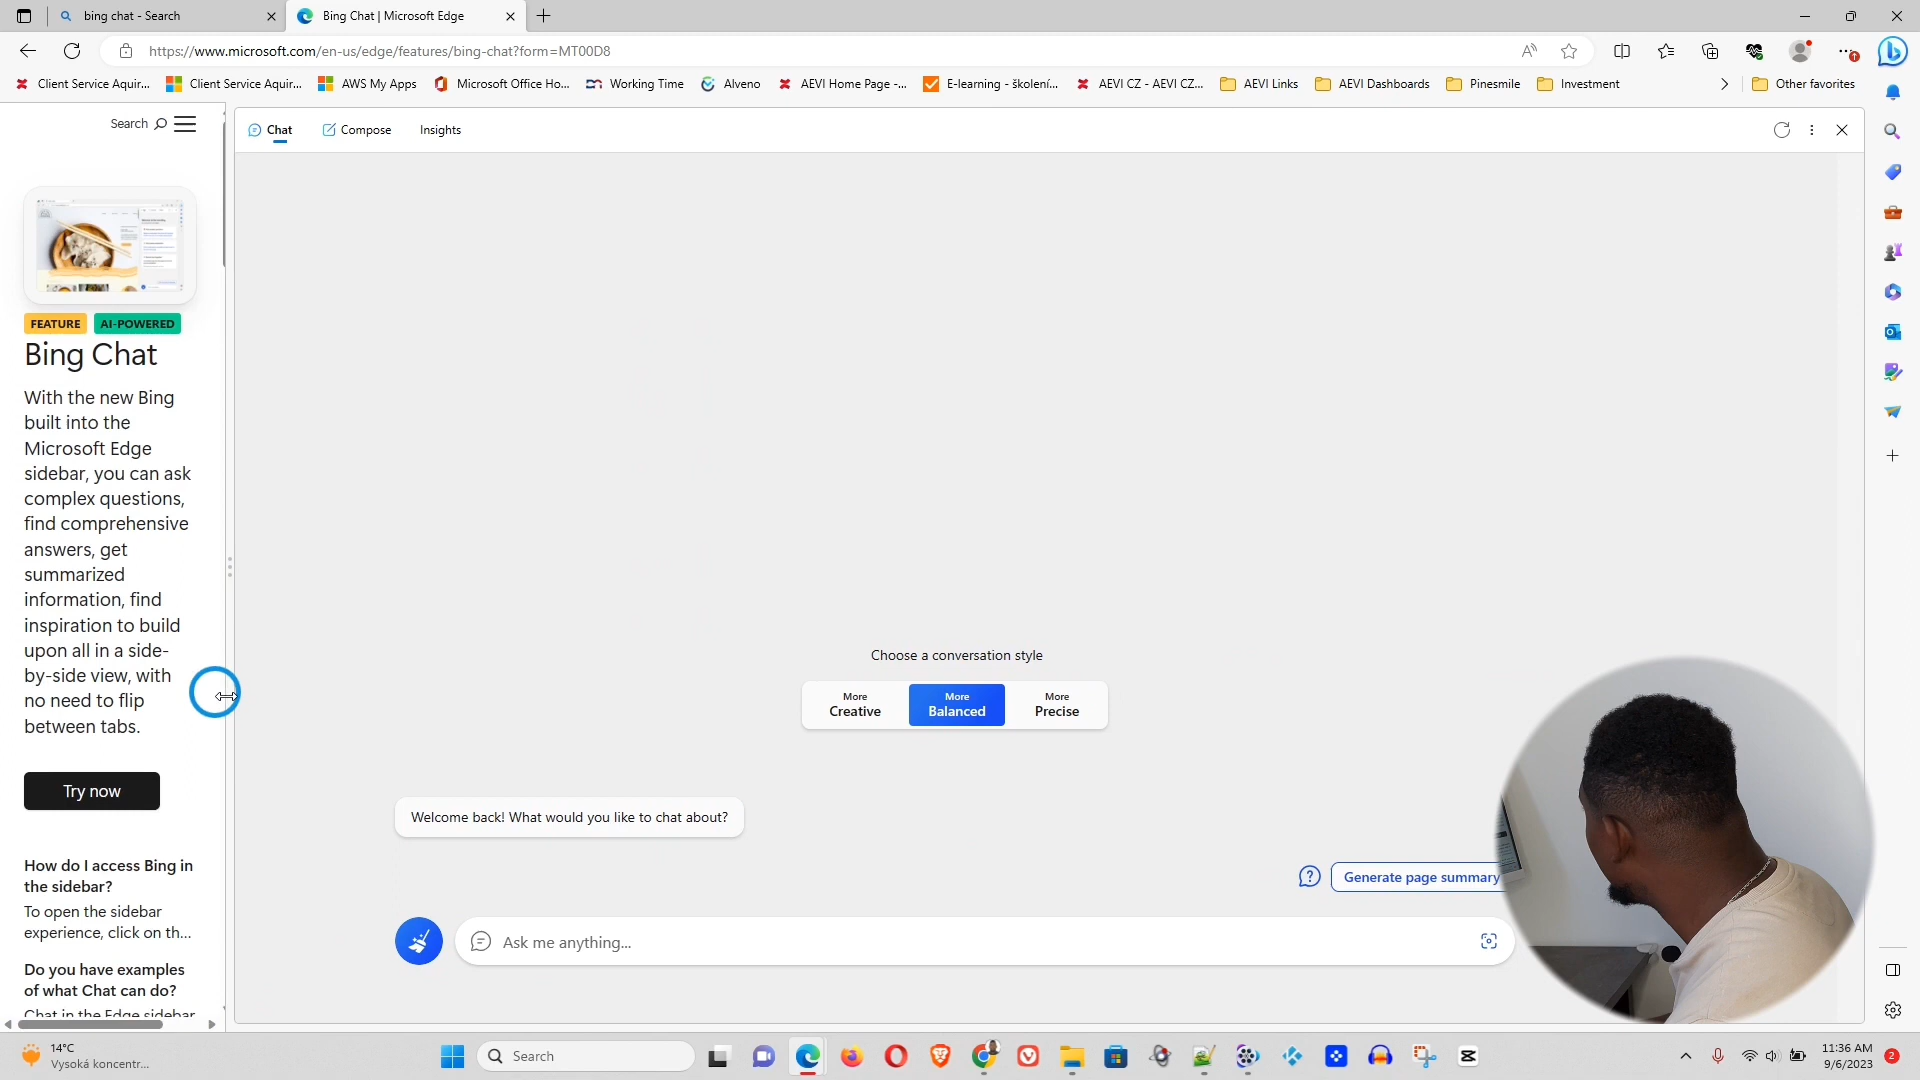 bing chat - Search
Bing Chat | Microsoft Edge
https://www.microsoft.com/en-us/edge/features/bing-chat?form=MT00D8
Client Service Aquir...
Client Service Aquir...
AWS My Apps
Microsoft Office Ho...
Working Time
Alveno
AEVI Home Page -...
E-learning - školení...
AEVI CZ - AEVI CZ...
AEVI Links
AEVI Dashboards
Pinesmile
Investment
Other favorites
Search
Chat
Compose
Insights
FEATURE
AI-POWERED
Bing Chat
With the new Bing
built into the
Microsoft Edge
sidebar, you can ask
complex questions,
find comprehensive
answers, get
summarized
information, find
inspiration to build
upon all in a side-
by-side view, with
no need to flip
between tabs.
Try now
How do I access Bing in
the sidebar?
To open the sidebar
experience, click on th...
Do you have examples
of what Chat can do?
Chat in the Edge sidebar
Choose a conversation style
More
Creative
More
Balanced
More
Precise
Welcome back! What would you like to chat about?
Generate page summary
Ask me anything...
14°C
Vysoká koncentr...
Search
11:36 AM
9/6/2023
2